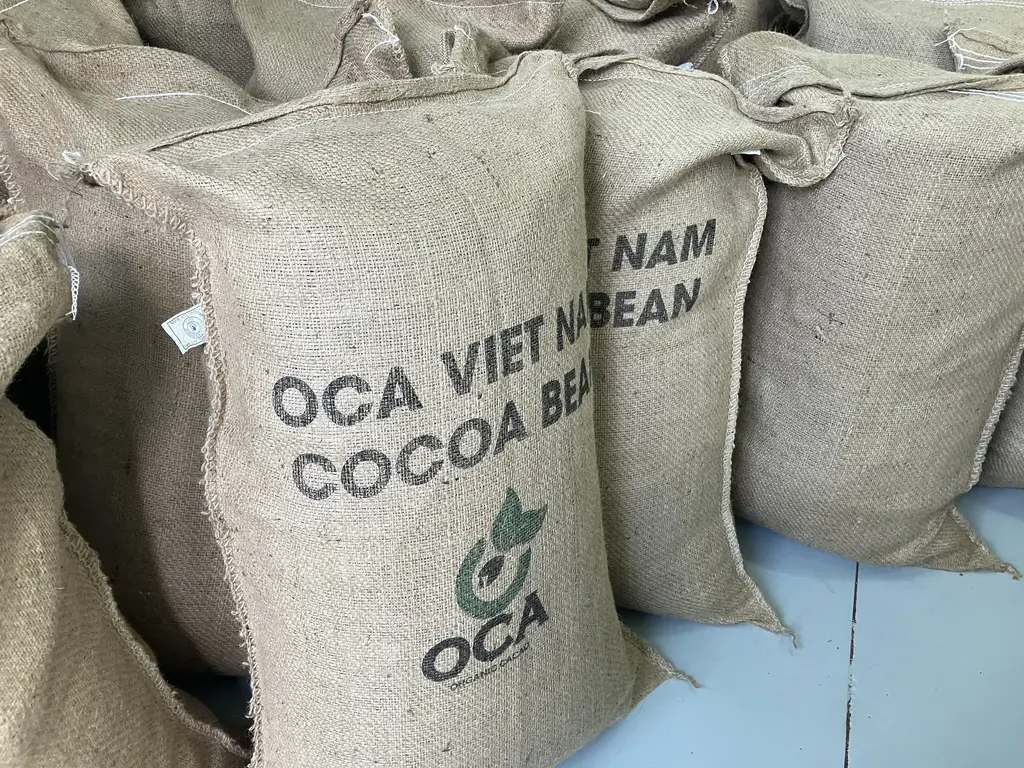 OCA VIET NA
COCOA BEA
OCA
ORGANIC CACAO
T NAM
BEAN